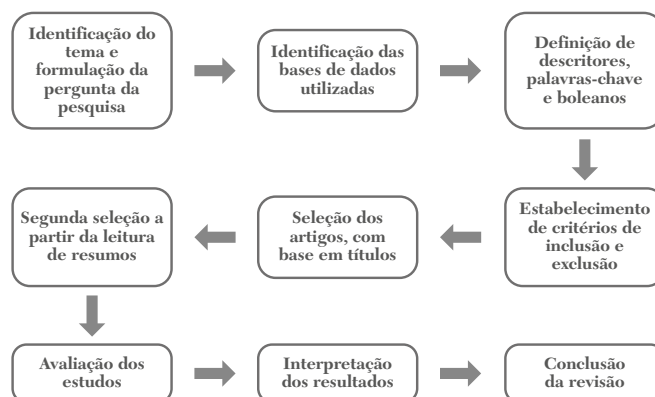 Identificação do
tema e
formulação da
pergunta da
pesquisa
Identificação das
bases de dados
utilizadas
Definição de
descritores,
palavras-chave
e boleanos
Estabelecimento
de critérios de
inclusão e
exclusão
Seleção dos
artigos, com
base em títulos
Segunda seleção a
partir da leitura
de resumos
Avaliação dos
estudos
Interpretação
dos resultados
Conclusão
da revisão